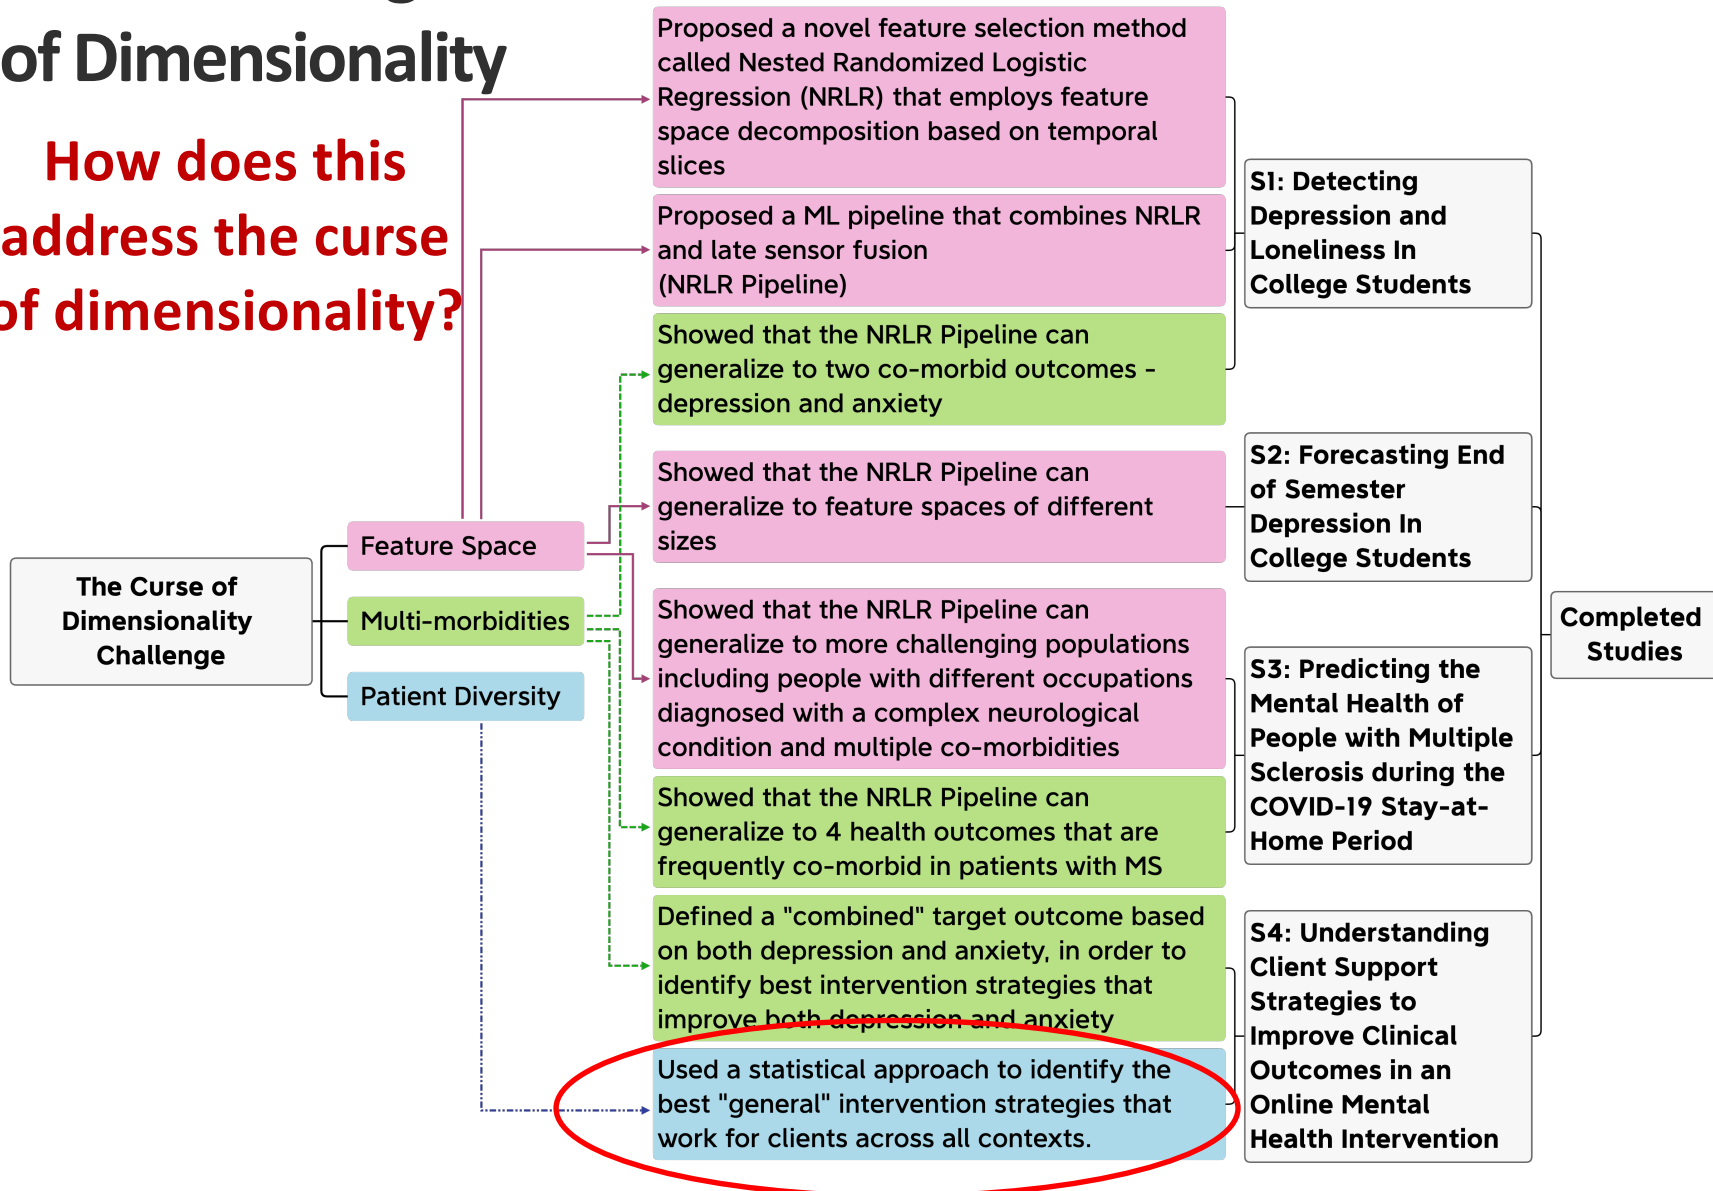 of Dimensionality
How does this
address the curse
of dimensionality?
The Curse of
Dimensionality
Challenge
Feature Space
Multi-morbidities
Patient Diversity
Proposed a novel feature selection method
called Nested Randomized Logistic
Regression (NRLR) that employs feature
space decomposition based on temporal
slices
Proposed a ML pipeline that combines NRLR
and late sensor fusion
(NRLR Pipeline)
Showed that the NRLR Pipeline can
generalize to two co-morbid outcomes -
depression and anxiety
Showed that the NRLR Pipeline can
generalize to feature spaces of different
sizes
Showed that the NRLR Pipeline can
generalize to more challenging populations
including people with different occupations
diagnosed with a complex neurological
condition and multiple co-morbidities
Showed that the NRLR Pipeline can
generalize to 4 health outcomes that are
frequently co-morbid in patients with MS
Defined a "combined" target outcome based
on both depression and anxiety, in order to
identify best intervention strategies that
improve both depression and anxiety
Used a statistical approach to identify the
best "general" intervention strategies that
work for clients across all contexts.
S1: Detecting
Depression and
Loneliness In
College Students
S2: Forecasting End
of Semester
Depression In
College Students
S3: Predicting the
Mental Health of
People with Multiple
Sclerosis during the
COVID-19 Stay-at-
Home Period
S4: Understanding
Client Support
Strategies to
Improve Clinical
Outcomes in an
Online Mental
Health Intervention
Completed
Studies